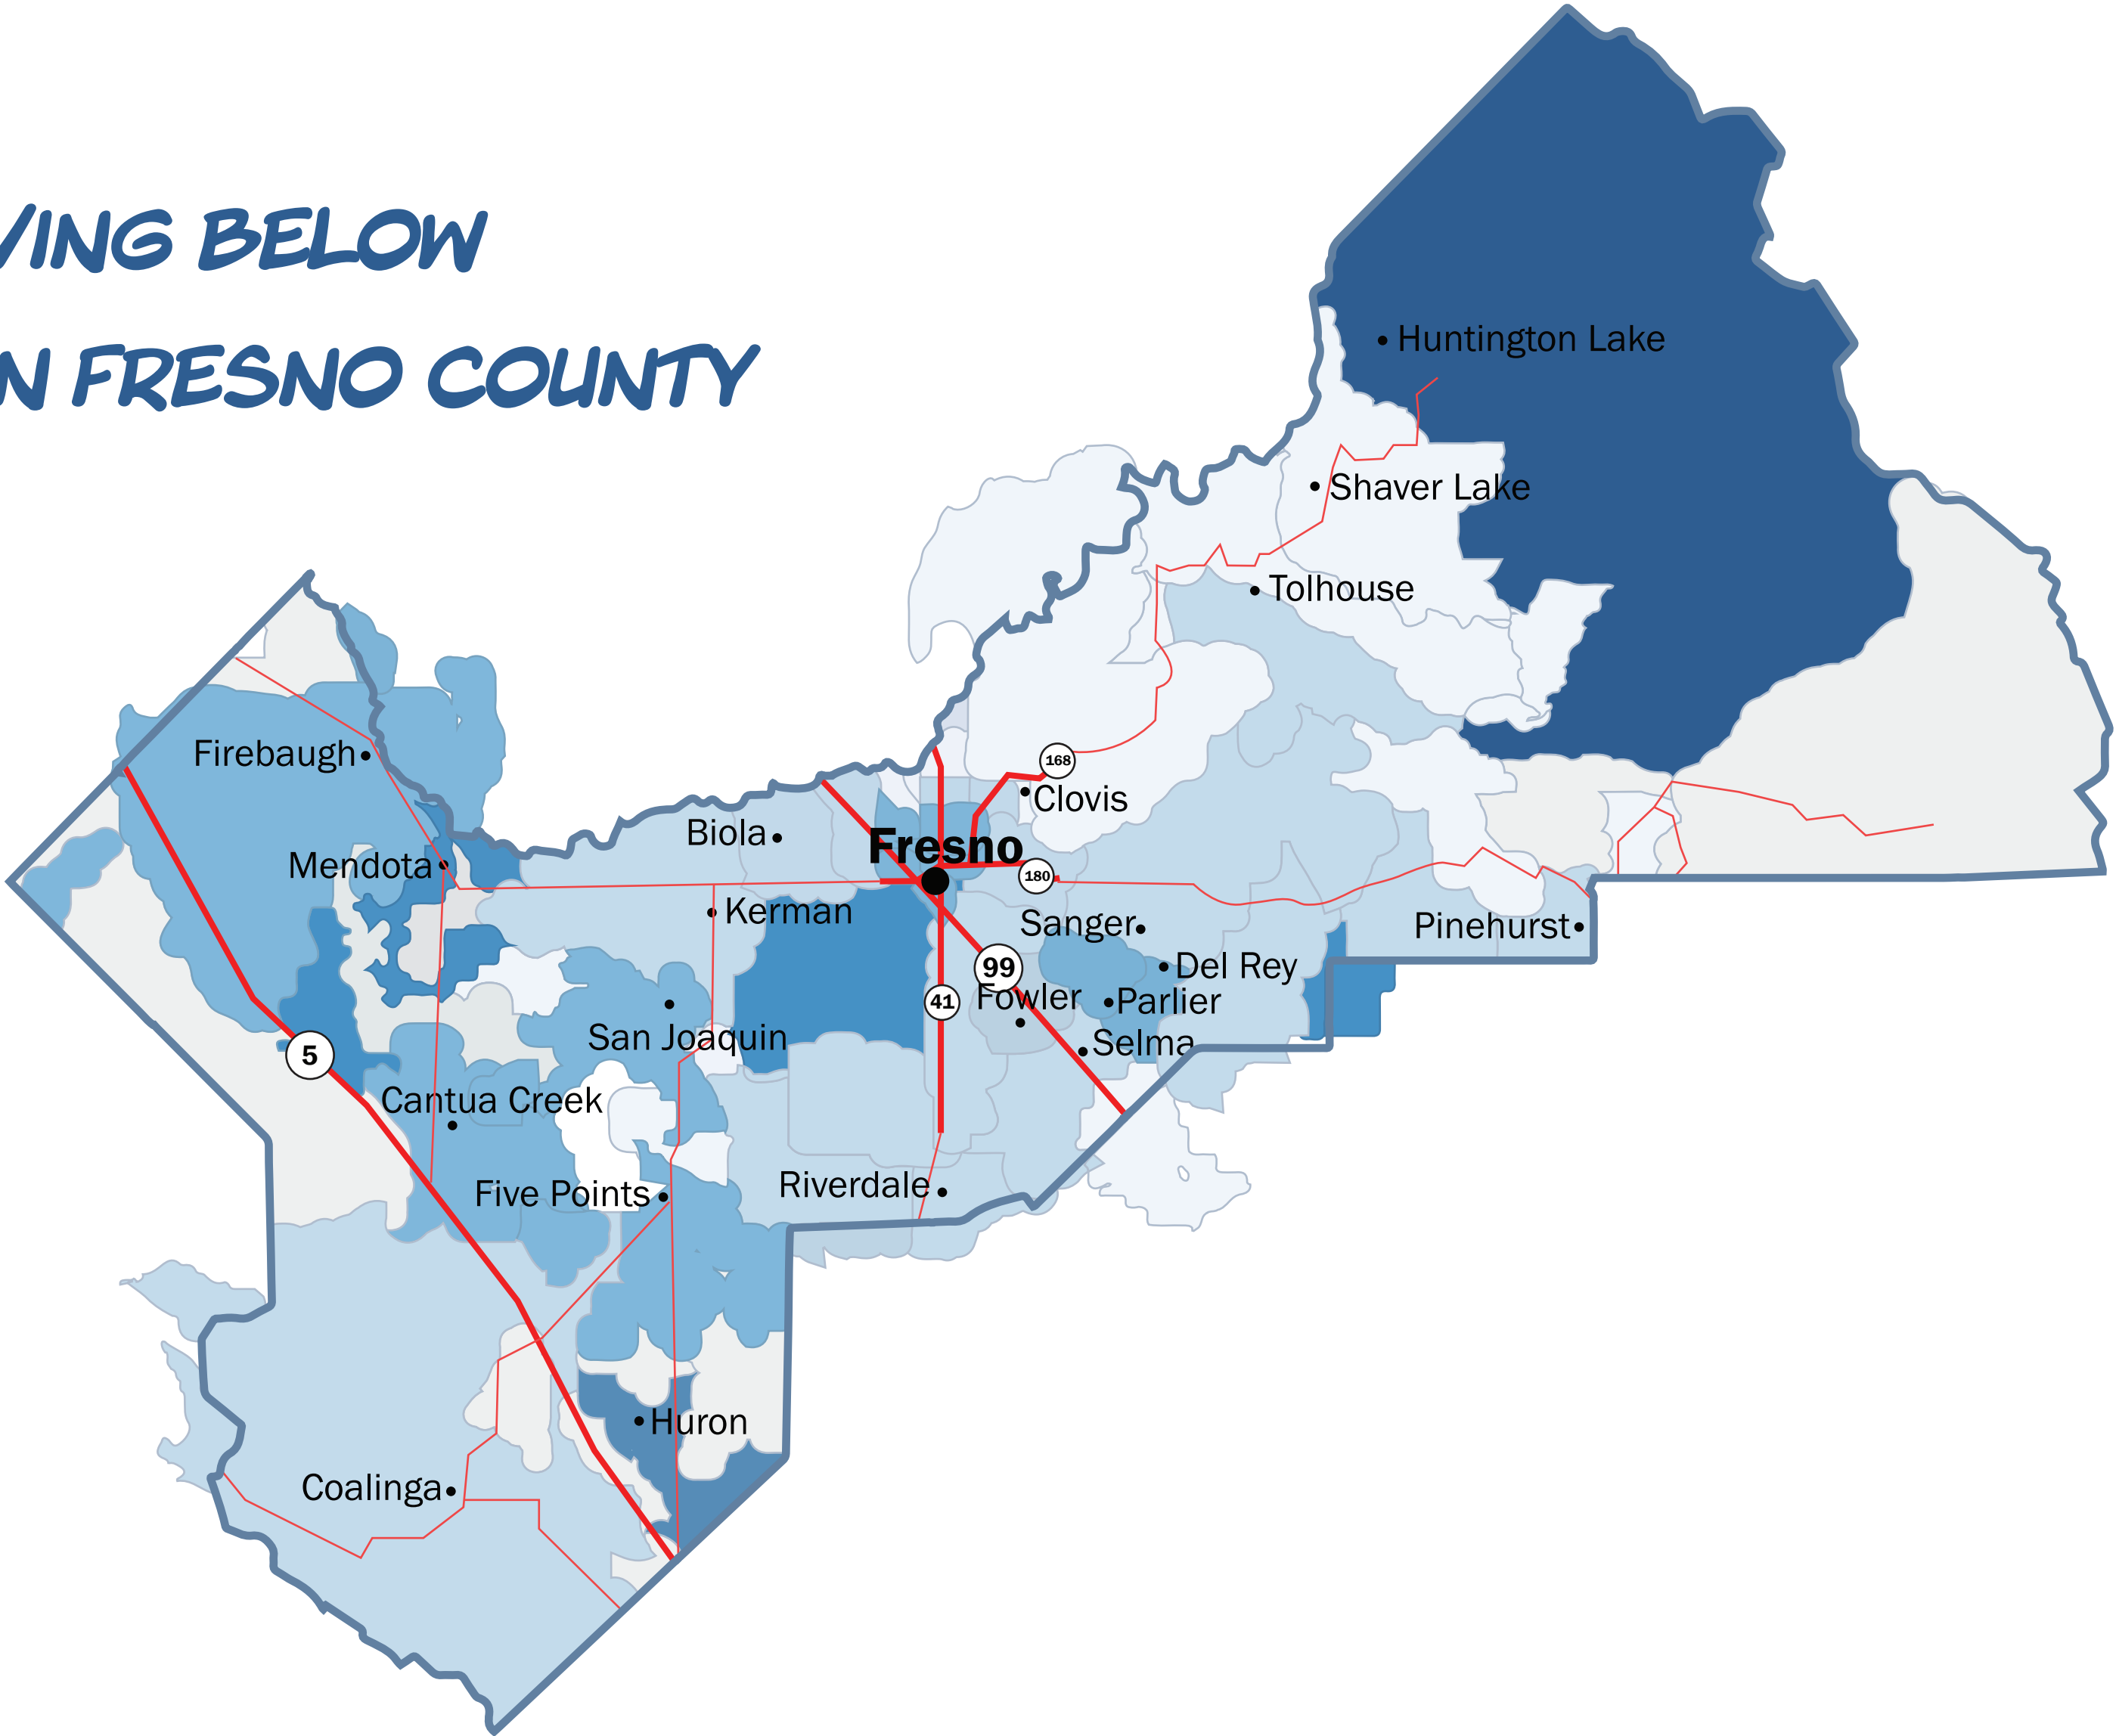 VING BELOW
N FRESNO COUNTY
Huntington Lake
Shaver Lake
Tolhouse
Firebaugh
168
Clovis
Biola
Fresno
Mendota
180
Kerman
Sanger
Pinehurst
99
Del Rey
41
Fowler
Parlier
San Joaquin
Selma
5
Cantua Creek
Five Points
Riverdale
Huron
Coalinga